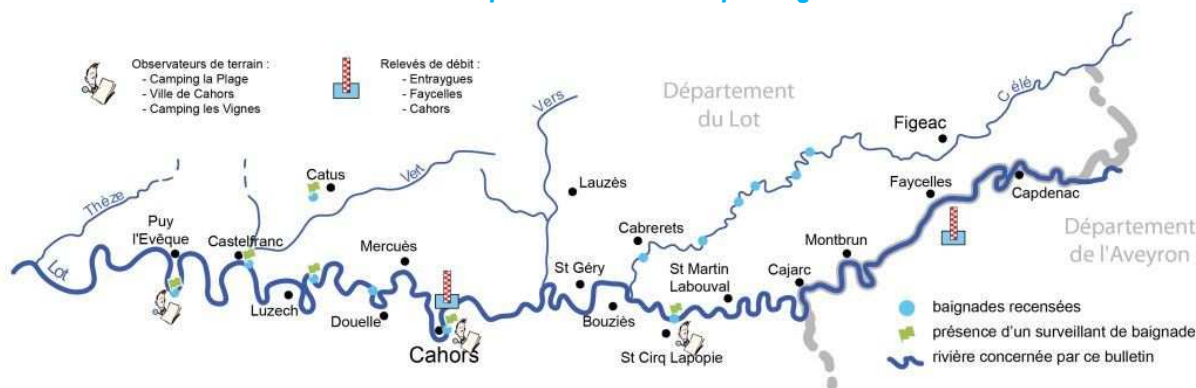 Observateurs de terrain :
- Camping la Plage
- Ville de Cahors
- Camping les Vignes
Relevés de débit :
- Entraygues
- Faycelles
- Cahors
Département
du Lot
Célé
Figeac
Vers
Catus
Vert
Lauzès
Faycelles
Capdenac
Thèze
Puy
l'Evêque
Castelfranc
Mercuès
Cabrerets
Département
de l'Aveyron
Lot
St Géry
St Martin
Labouval
Cajarc
Montbrun
Luzech
Douelle
Cahors
Bouziès
St Cirq Lapopie
baignades recensées
présence d'un surveillant de baignade
rivière concernée par ce bulletin